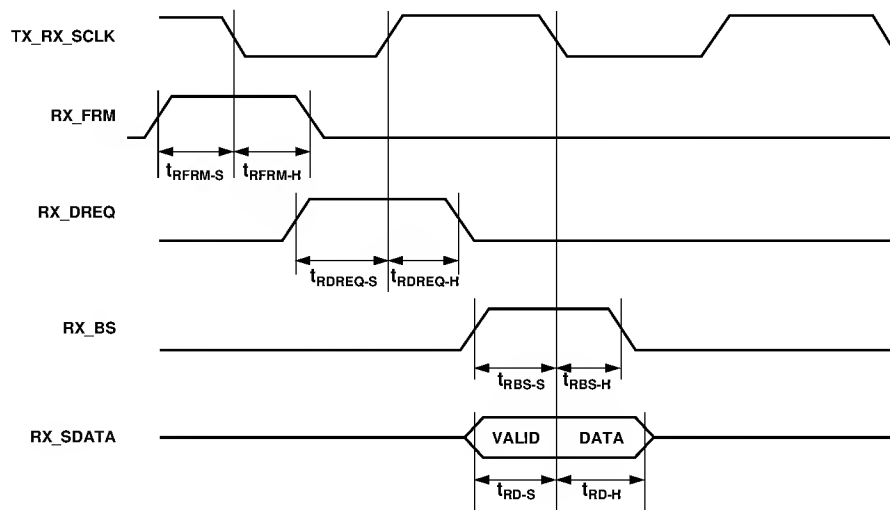 TX_RX_SCLK
RX_FRM
tRFRM-S tRFRM-H
RX_DREQ
tRDREQ-S tRDREQ-H
RX_BS
tRBS-S tRBS-H
RX_SDATA VALID DATA
tRD-S tRD-H